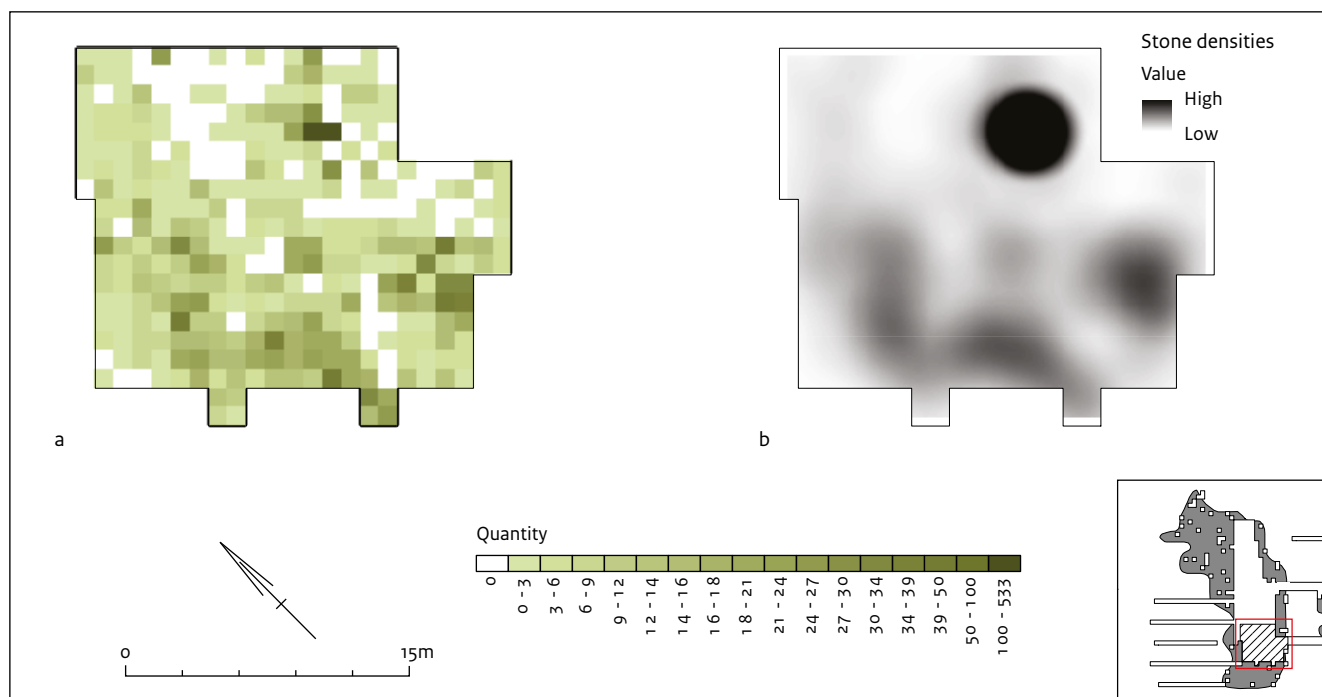 Stone densities
Value
High
Low
a
b
Quantity
0
0 - 3
3 - 6
6 - 9
9 - 12
12 - 14
14 - 16
16 - 18
18 - 21
21 - 24
24 - 27
27 - 30
30 - 34
34 - 39
39 - 50
50 - 100
100 - 533
0 15m